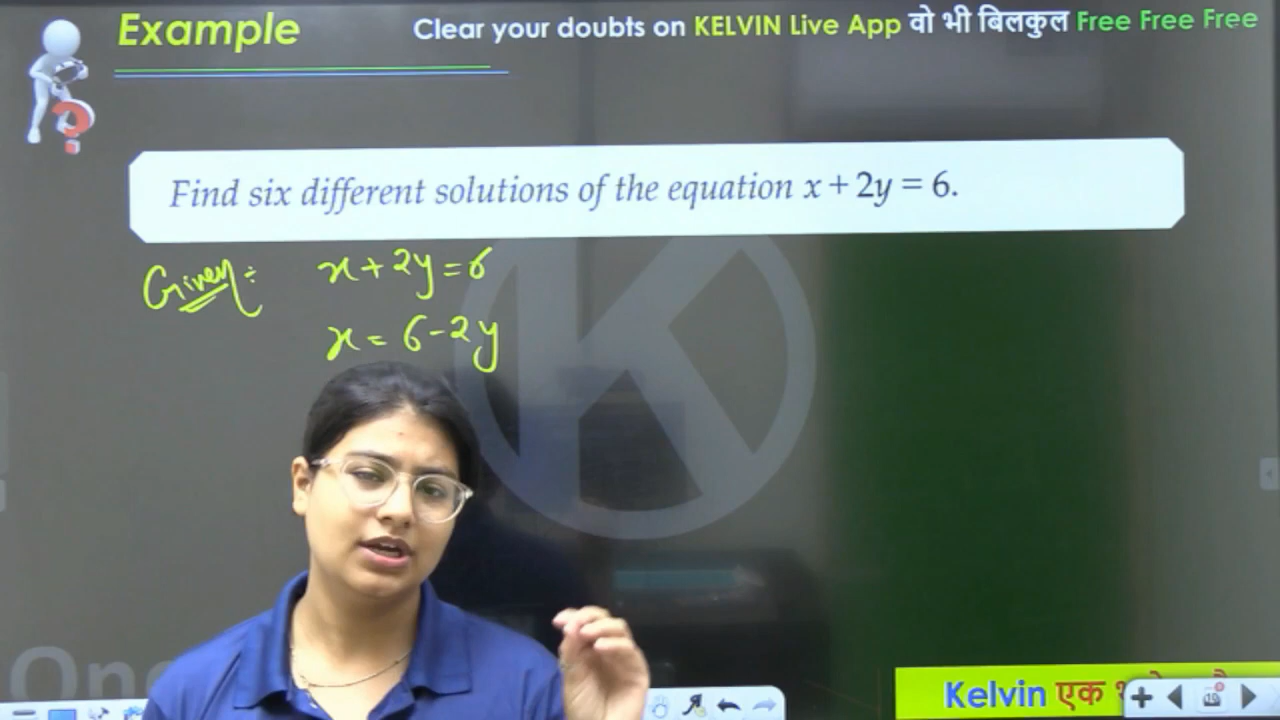 Example
Clear your doubts on KELVIN Live App वो भी बिलकुल Free Free Free
Find six different solutions of the equation x + 2y = 6.
Given:
x + 2y = 6
x = 6 - 2y
K
One
Kelvin एक